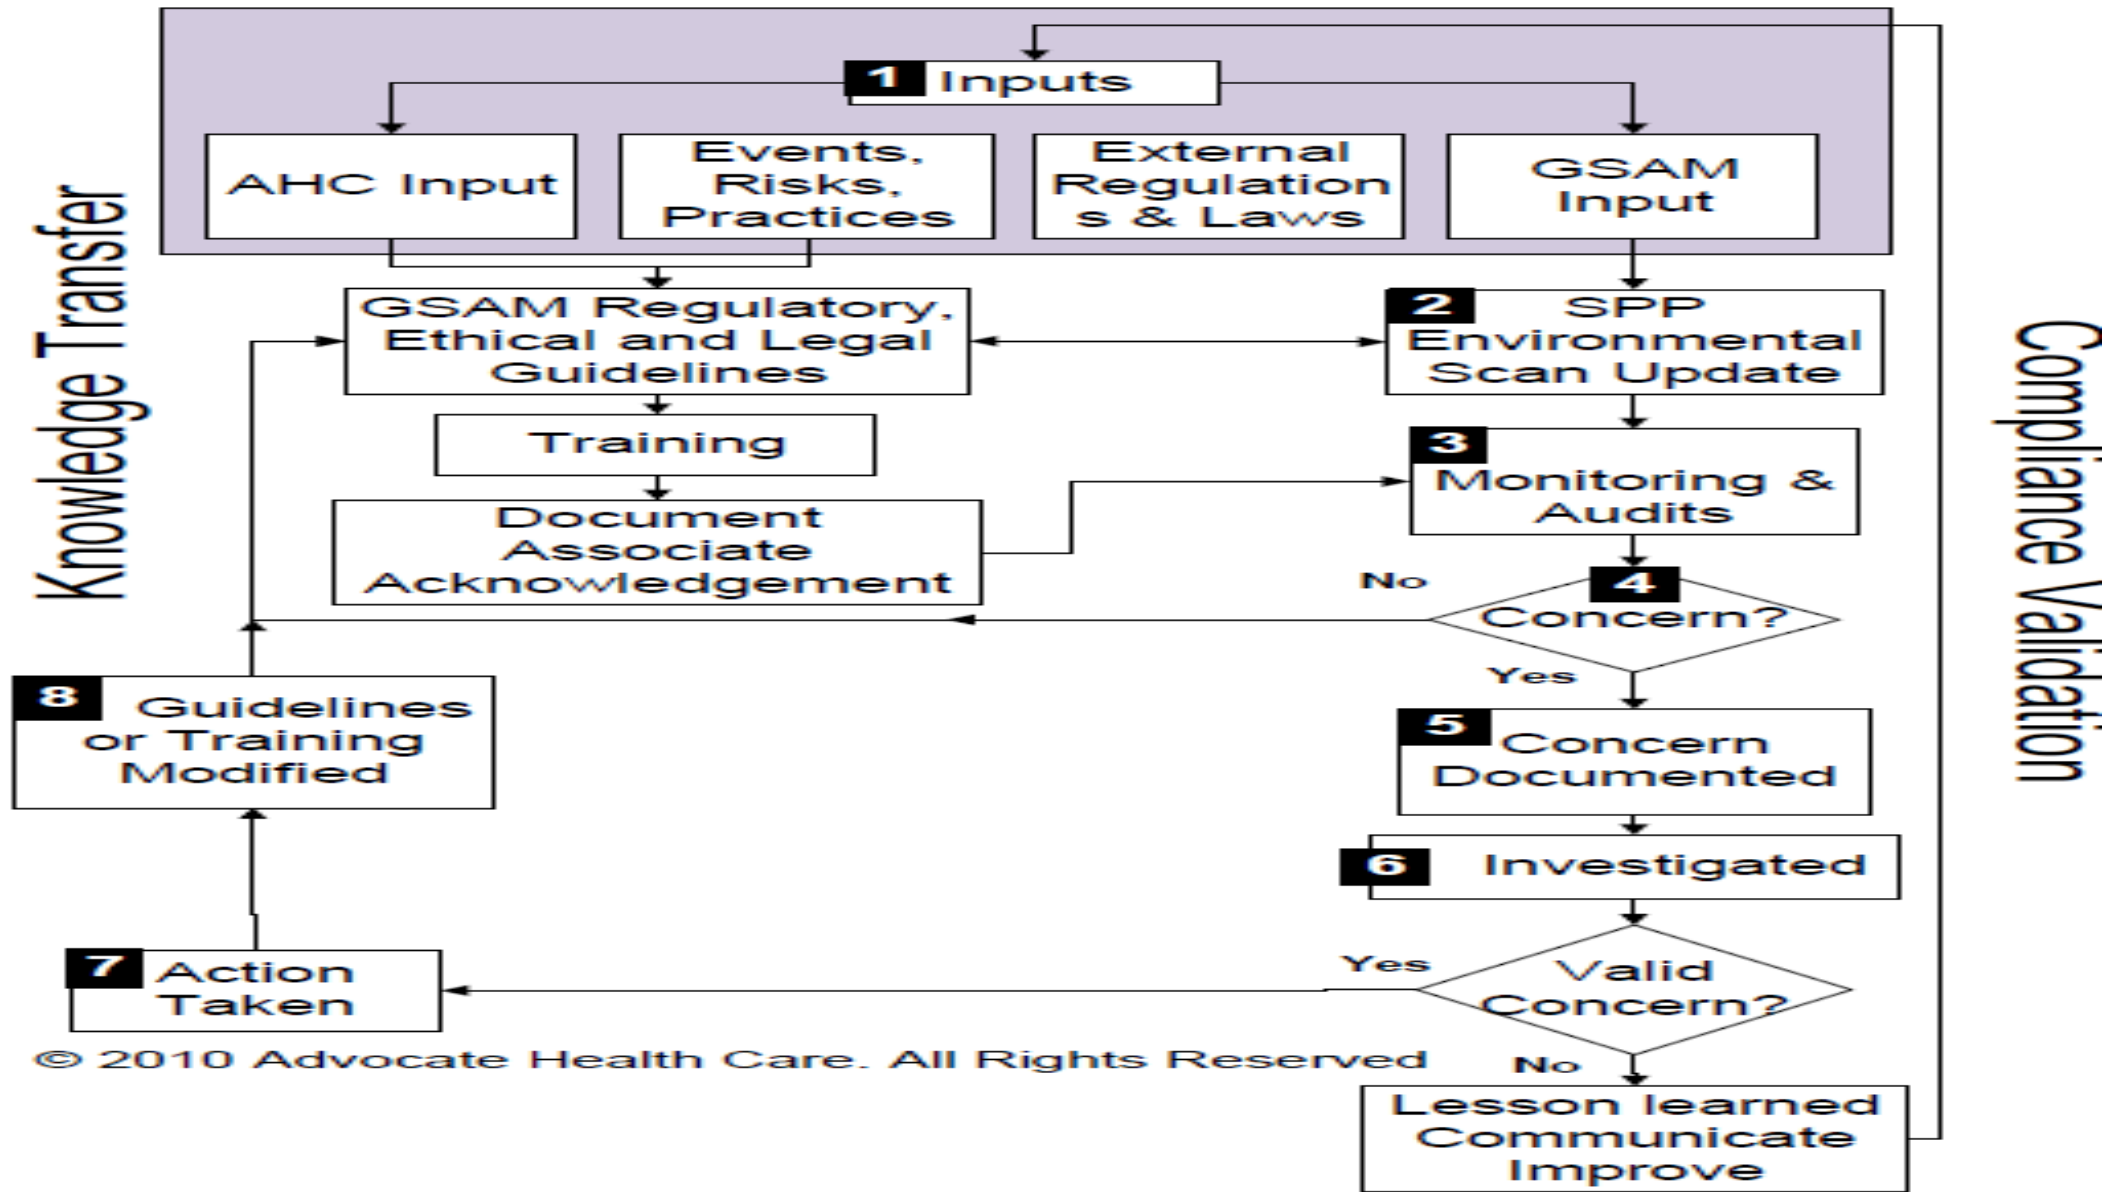 1 Inputs
AHC Input
Events,
Risks,
Practices
External
Regulation
s & Laws
GSAM
Input
Knowledge Transfer
GSAM Regulatory,
Ethical and Legal
Guidelines
2 SPP
Environmental
Scan Update
Training
3
Monitoring &
Audits
Document
Associate
Acknowledgement
No
4
Concern?
Yes
Compliance Validation
8 Guidelines
or Training
Modified
5 Concern
Documented
6 Investigated
7 Action
Taken
Yes
Valid
Concern?
No
© 2010 Advocate Health Care. All Rights Reserved
Lesson learned
Communicate
Improve